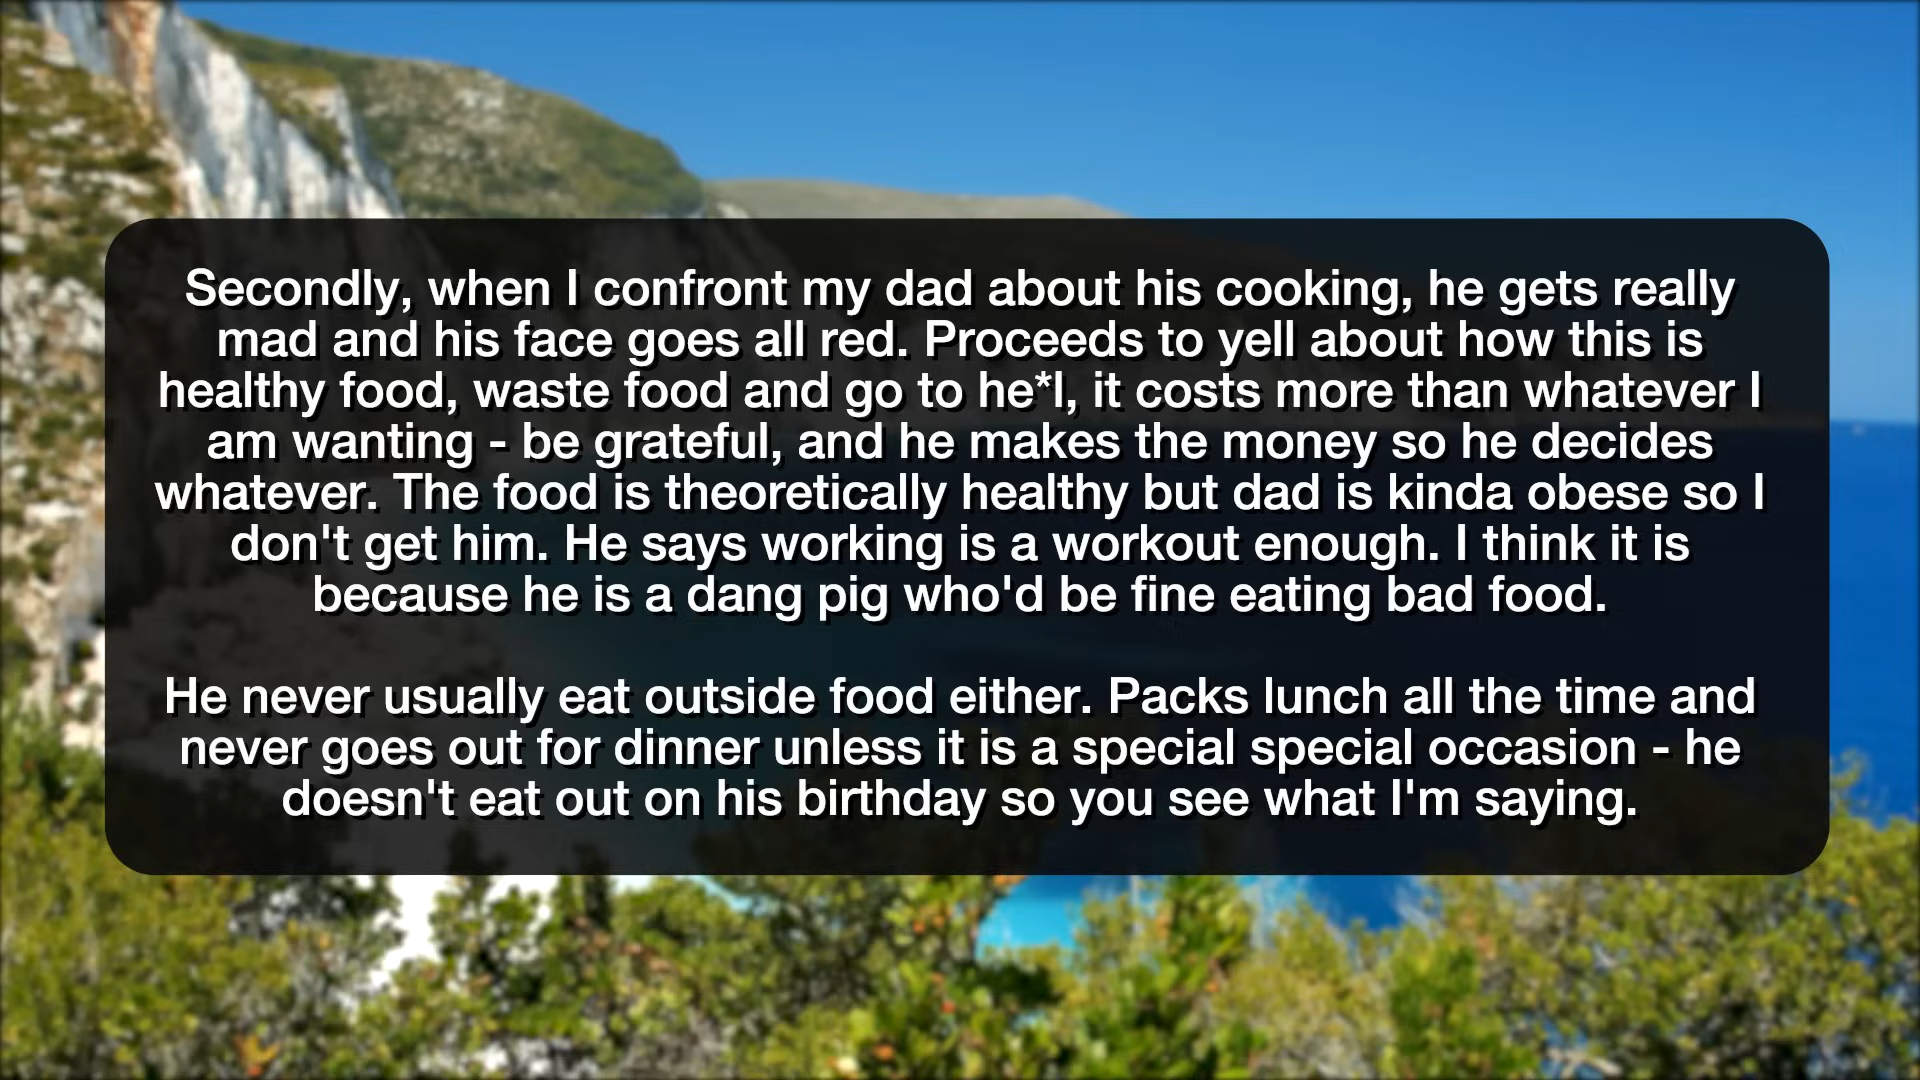 Secondly, when I confront my dad about his cooking, he gets really
mad and his face goes all red. Proceeds to yell about how this is
healthy food, waste food and go to he*l, it costs more than whatever I
am wanting - be grateful, and he makes the money so he decides
whatever. The food is theoretically healthy but dad is kinda obese so I
don't get him. He says working is a workout enough. I think it is
because he is a dang pig who'd be fine eating bad food.
He never usually eat outside food either. Packs lunch all the time and
never goes out for dinner unless it is a special special occasion - he
doesn't eat out on his birthday so you see what I'm saying.